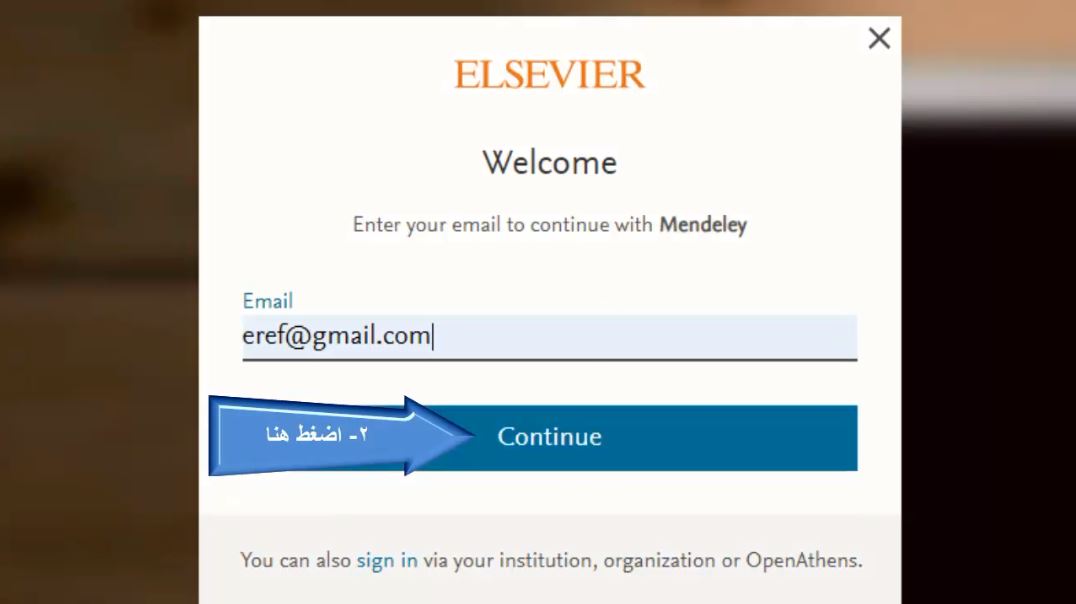 ELSEVIER
Welcome
Enter your email to continue with Mendeley
Email
eref@gmail.com
٢- اضغط هنا
Continue
You can also sign in via your institution, organization or OpenAthens.